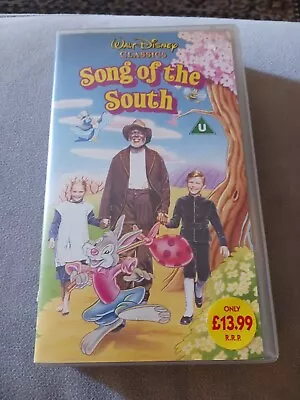 WALT DISNEY
CLASSICS
Song of the
South
U
ONLY
£13.99
R.R.P.